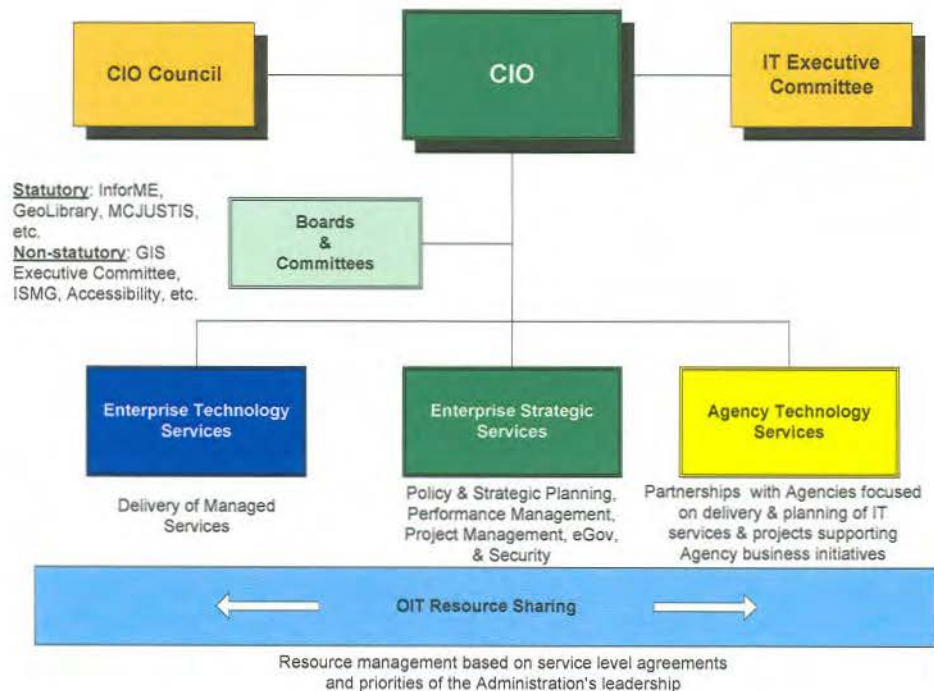 CIO Council
CIO
IT Executive
Committee
Statutory: InforME,
GeoLibrary, MCJUSTIS,
etc.
Non-statutory: GIS
Executive Committee,
ISMG, Accessibility, etc.
Boards
&
Committees
Enterprise Technology
Services
Enterprise Strategic
Services
Agency Technology
Services
Delivery of Managed
Services
Policy & Strategic Planning,
Performance Management,
Project Management, eGov,
& Security
Partnerships with Agencies focused
on delivery & planning of IT
services & projects supporting
Agency business initiatives
OIT Resource Sharing
Resource management based on service level agreements
and priorities of the Administration's leadership